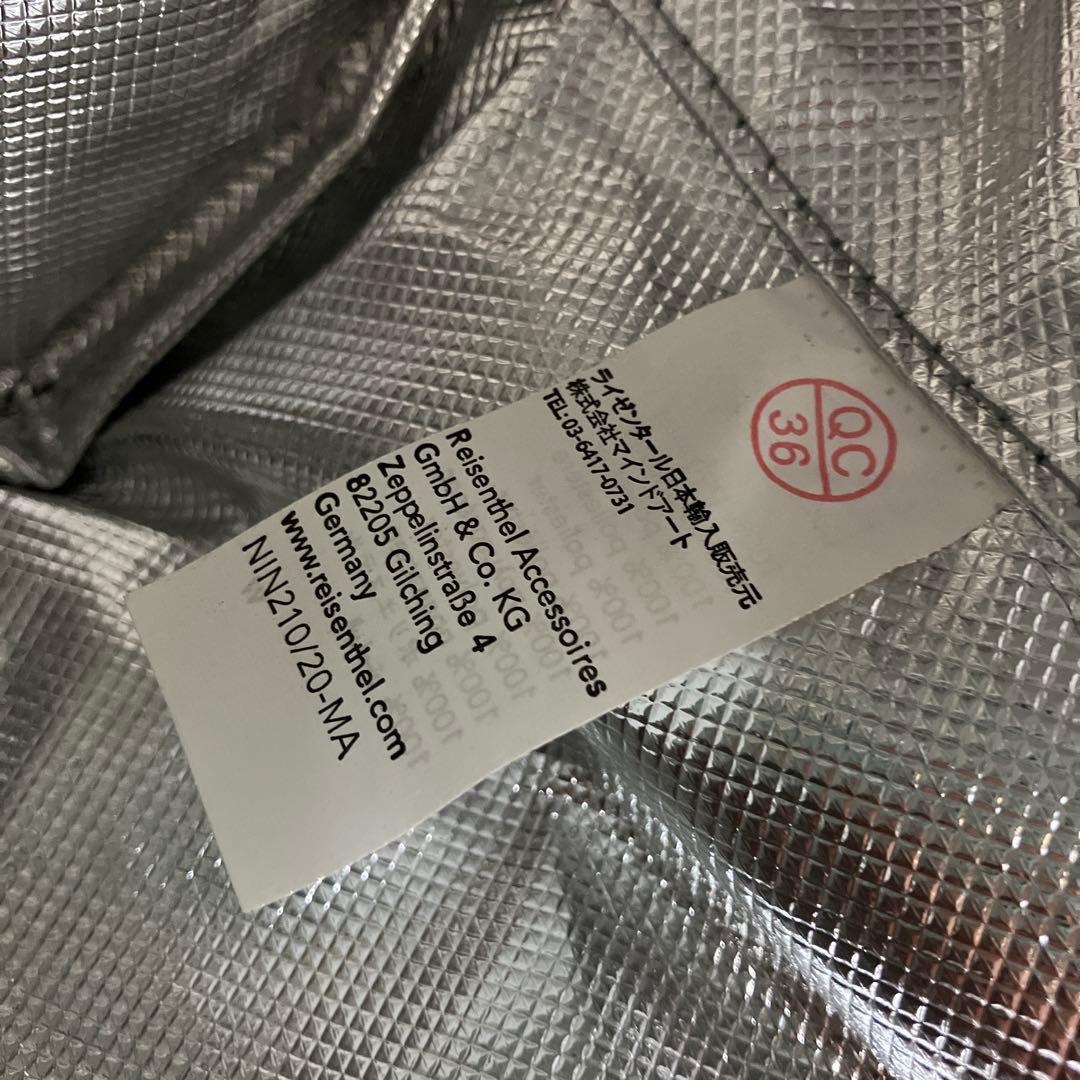 QC
36
ライゼンタール日本輸入販売元
株式会社マインドアート
TEL:03-6417-0731
Reisenthel Accessoires
GmbH & Co. KG
Zeppelinstraße 4
82205 Gilching
Germany
www.reisenthel.com
NIN210/20-MA